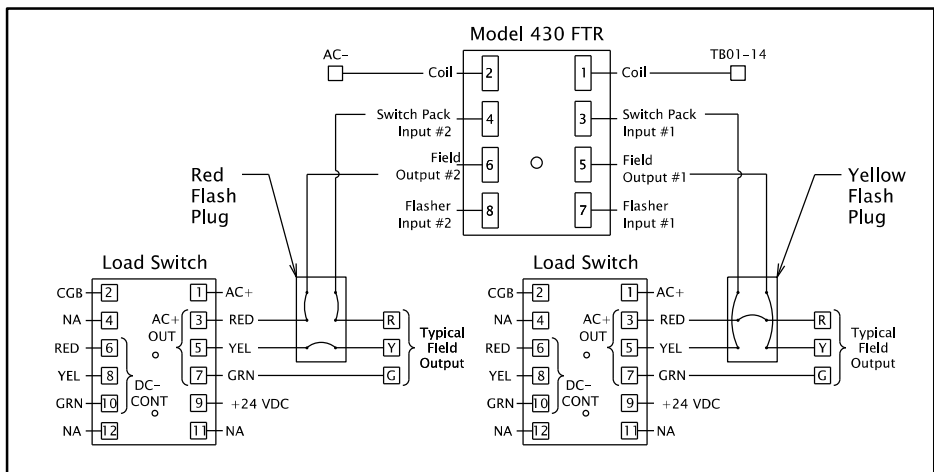 Model 430 FTR
AC-
Coil
2
1
Coil
TB01-14
Switch Pack
Input #2
4
3
Switch Pack
Input #1
Field
Output #2
6
5
Field
Output #1
Flasher
Input #2
8
7
Flasher
Input #1
Red
Flash
Plug
Yellow
Flash
Plug
Load Switch
CGB
2
1
AC+
NA
4
AC+
OUT
3
RED
R
RED
6
5
YEL
Y
YEL
8
7
GRN
G
DC-
CONT
GRN
10
9
+24 VDC
NA
12
11
NA
Typical
Field
Output
Load Switch
CGB
2
1
AC+
NA
4
AC+
OUT
3
RED
R
RED
6
5
YEL
Y
YEL
8
7
GRN
G
DC-
CONT
GRN
10
9
+24 VDC
NA
12
11
NA
Typical
Field
Output